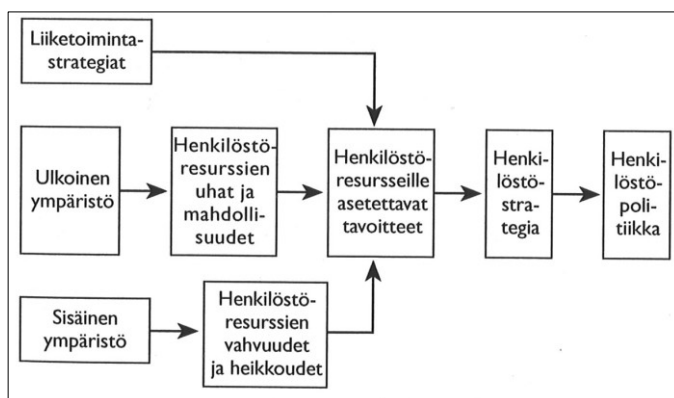 Liiketoiminta-
strategiat
Ulkoinen
ympäristö
Henkilöstö-
resurssien
uhat ja
mahdolli-
suudet
Henkilöstö-
resursseille
asetettavat
tavoitteet
Henki-
löstö-
stra-
tegia
Henki-
löstö-
poli-
tiikka
Sisäinen
ympäristö
Henkilöstö-
resurssien
vahvuudet
ja heikkoudet